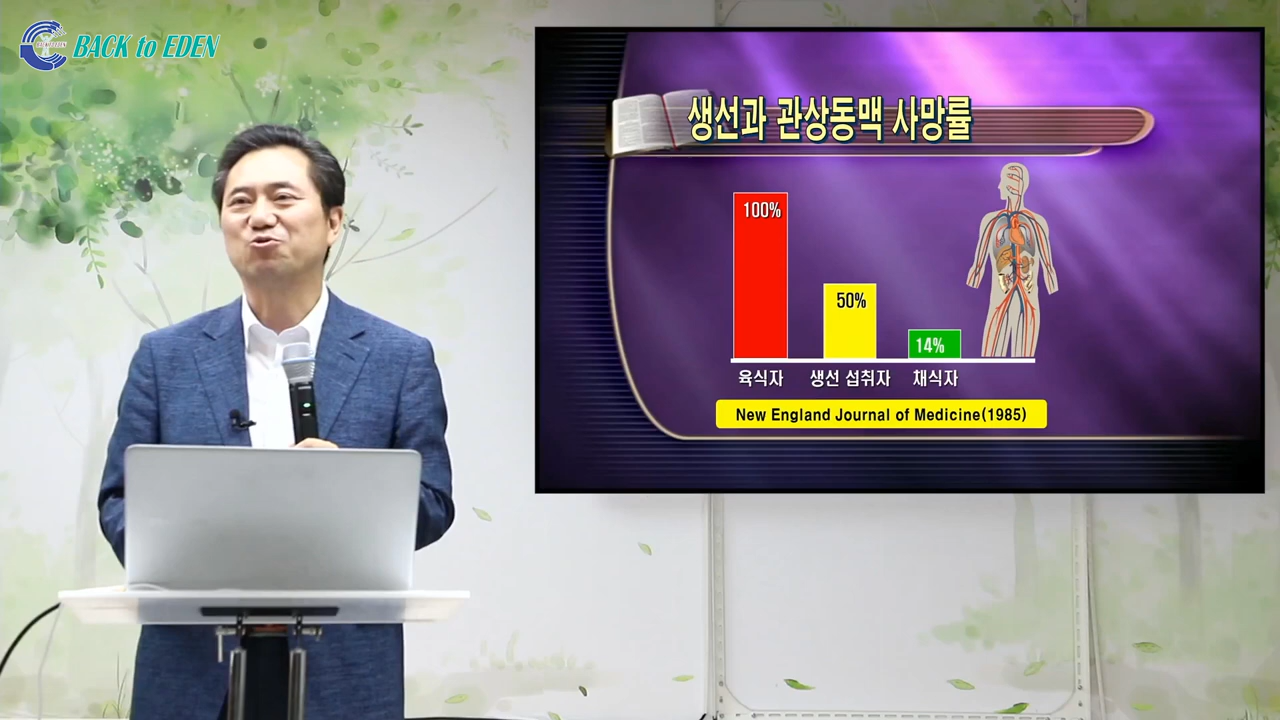 BACK to EDEN
생선과 관상동맥 사망률
100%
50%
14%
육식자
생선 섭취자
채식자
New England Journal of Medicine(1985)